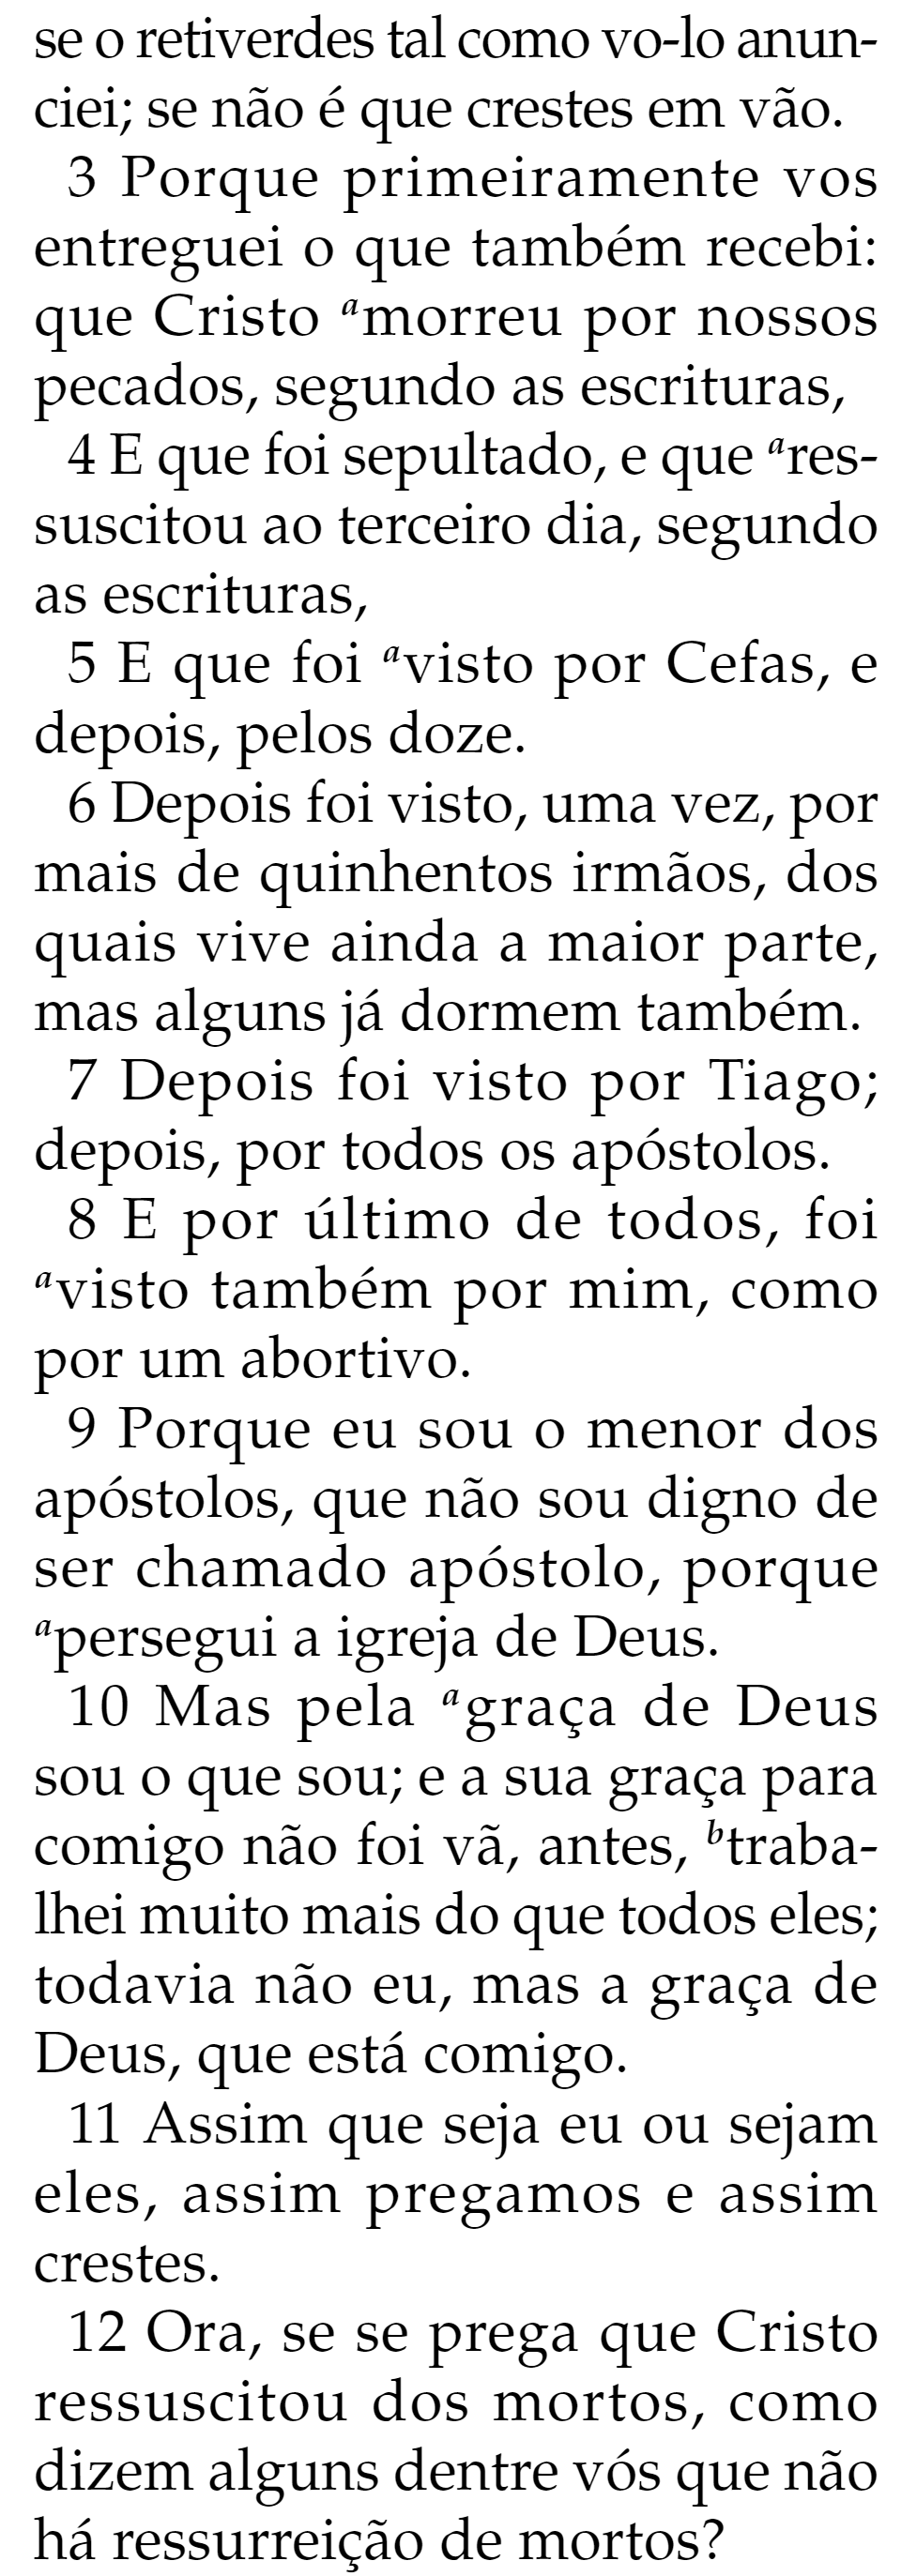 se o retiverdes tal como vo-lo anun-
ciei; se não é que crestes em vão.
3 Porque primeiramente vos
entreguei o que também recebi:
que Cristo ᵃmorreu por nossos
pecados, segundo as escrituras,
4 E que foi sepultado, e que ᵃres-
suscitou ao terceiro dia, segundo
as escrituras,
5 E que foi ᵃvisto por Cefas, e
depois, pelos doze.
6 Depois foi visto, uma vez, por
mais de quinhentos irmãos, dos
quais vive ainda a maior parte,
mas alguns já dormem também.
7 Depois foi visto por Tiago;
depois, por todos os apóstolos.
8 E por último de todos, foi
ᵃvisto também por mim, como
por um abortivo.
9 Porque eu sou o menor dos
apóstolos, que não sou digno de
ser chamado apóstolo, porque
ᵃpersegui a igreja de Deus.
10 Mas pela ᵃgraça de Deus
sou o que sou; e a sua graça para
comigo não foi vã, antes, ᵇtraba-
lhei muito mais do que todos eles;
todavia não eu, mas a graça de
Deus, que está comigo.
11 Assim que seja eu ou sejam
eles, assim pregamos e assim
crestes.
12 Ora, se se prega que Cristo
ressuscitou dos mortos, como
dizem alguns dentre vós que não
há ressurreição de mortos?